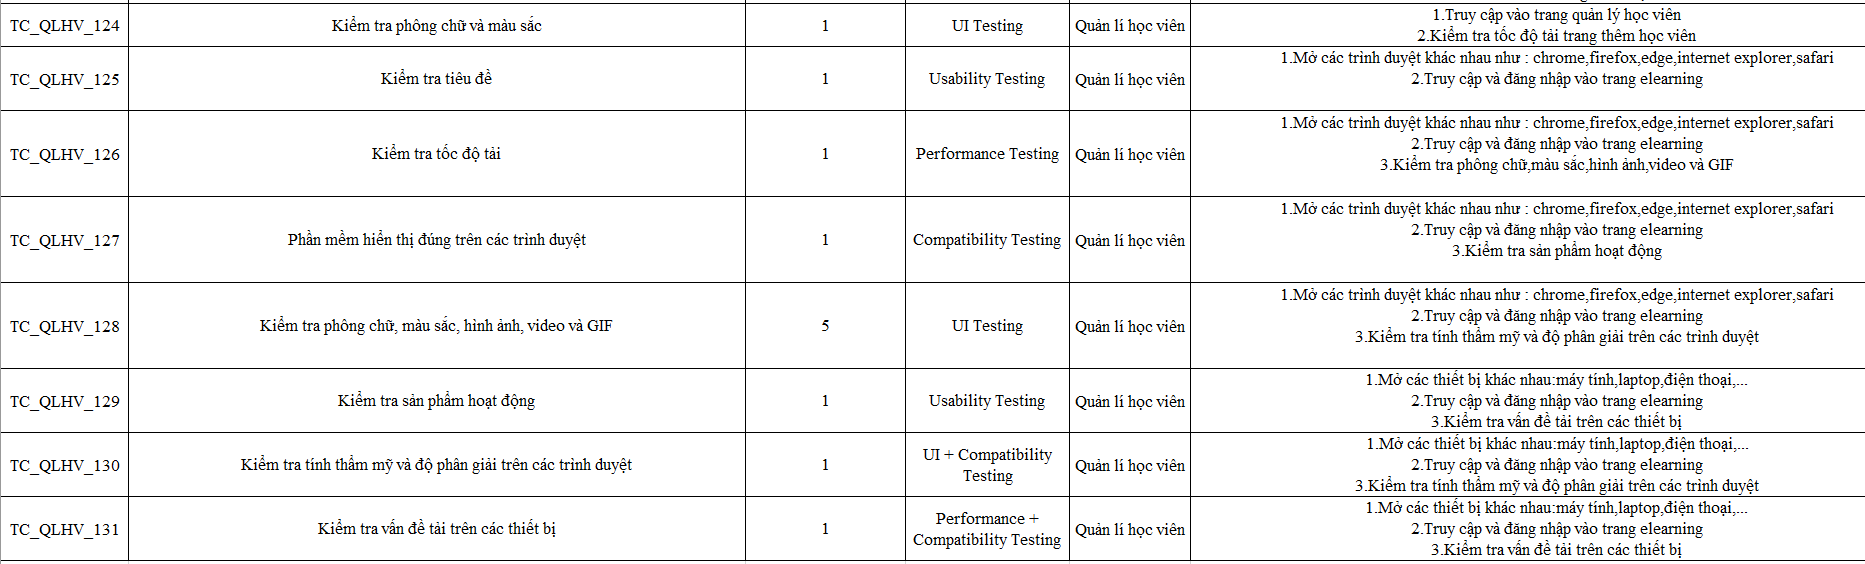 TC_QLHV_124
Kiểm tra phông chữ và màu sắc
1
UI Testing
Quản lí học viên
1.Truy cập vào trang quản lý học viên
2.Kiểm tra tốc độ tải trang thêm học viên
TC_QLHV_125
Kiểm tra tiêu đề
1
Usability Testing
Quản lí học viên
1.Mở các trình duyệt khác nhau như : chrome,firefox,edge,internet explorer,safari
2.Truy cập và đăng nhập vào trang elearning
TC_QLHV_126
Kiểm tra tốc độ tải
1
Performance Testing
Quản lí học viên
1.Mở các trình duyệt khác nhau như : chrome,firefox,edge,internet explorer,safari
2.Truy cập và đăng nhập vào trang elearning
3.Kiểm tra phông chữ,màu sắc,hình ảnh,video và GIF
TC_QLHV_127
Phần mềm hiển thị đúng trên các trình duyệt
1
Compatibility Testing
Quản lí học viên
1.Mở các trình duyệt khác nhau như : chrome,firefox,edge,internet explorer,safari
2.Truy cập và đăng nhập vào trang elearning
3.Kiểm tra sản phẩm hoạt động
TC_QLHV_128
Kiểm tra phông chữ, màu sắc, hình ảnh, video và GIF
5
UI Testing
Quản lí học viên
1.Mở các trình duyệt khác nhau như : chrome,firefox,edge,internet explorer,safari
2.Truy cập và đăng nhập vào trang elearning
3.Kiểm tra tính thẩm mỹ và độ phân giải trên các trình duyệt
TC_QLHV_129
Kiểm tra sản phẩm hoạt động
1
Usability Testing
Quản lí học viên
1.Mở các thiết bị khác nhau:máy tính,laptop,điện thoại,...
2.Truy cập và đăng nhập vào trang elearning
3.Kiểm tra vấn đề tải trên các thiết bị
TC_QLHV_130
Kiểm tra tính thẩm mỹ và độ phân giải trên các trình duyệt
1
UI + Compatibility
Testing
Quản lí học viên
1.Mở các thiết bị khác nhau:máy tính,laptop,điện thoại,...
2.Truy cập và đăng nhập vào trang elearning
3.Kiểm tra tính thẩm mỹ và độ phân giải trên các trình duyệt
TC_QLHV_131
Kiểm tra vấn đề tải trên các thiết bị
1
Performance +
Compatibility Testing
Quản lí học viên
1.Mở các thiết bị khác nhau:máy tính,laptop,điện thoại,...
2.Truy cập và đăng nhập vào trang elearning
3.Kiểm tra vấn đề tải trên các thiết bị